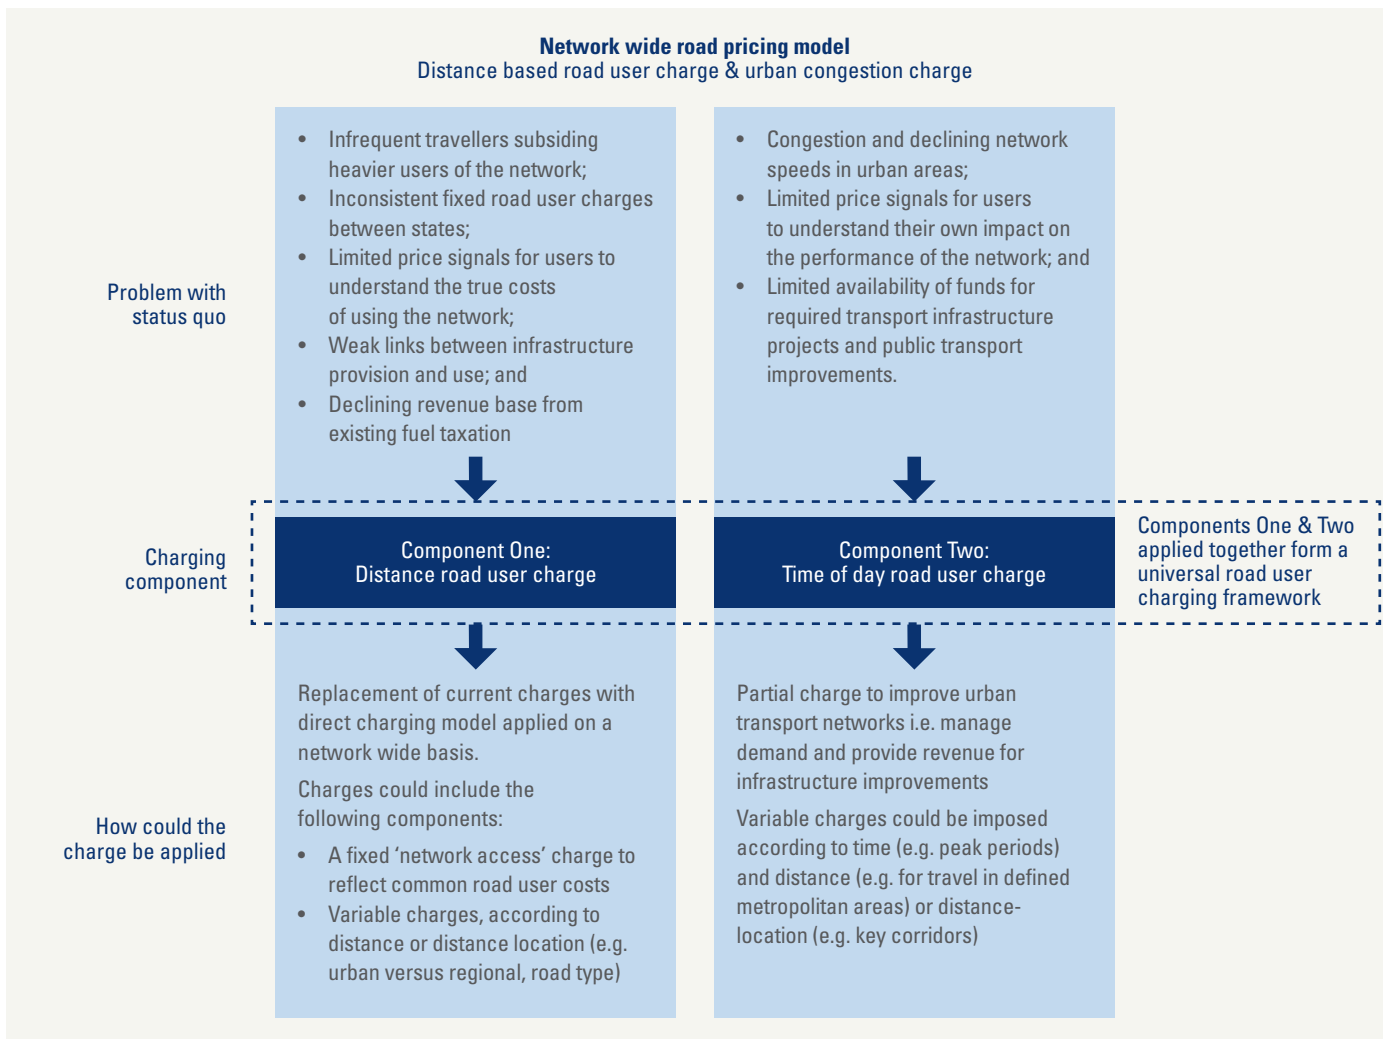 Network wide road pricing model
Distance based road user charge & urban congestion charge
Problem with
status quo
• Infrequent travellers subsiding
heavier users of the network;
• Inconsistent fixed road user charges
between states;
• Limited price signals for users to
understand the true costs
of using the network;
• Weak links between infrastructure
provision and use; and
• Declining revenue base from
existing fuel taxation
• Congestion and declining network
speeds in urban areas;
• Limited price signals for users
to understand their own impact on
the performance of the network; and
• Limited availability of funds for
required transport infrastructure
projects and public transport
improvements.
Charging
component
Component One:
Distance road user charge
Component Two:
Time of day road user charge
Components One & Two
applied together form a
universal road user
charging framework
How could the
charge be applied
Replacement of current charges with
direct charging model applied on a
network wide basis.
Charges could include the
following components:
• A fixed ‘network access’ charge to
reflect common road user costs
• Variable charges, according to
distance or distance location (e.g.
urban versus regional, road type)
Partial charge to improve urban
transport networks i.e. manage
demand and provide revenue for
infrastructure improvements
Variable charges could be imposed
according to time (e.g. peak periods)
and distance (e.g. for travel in defined
metropolitan areas) or distance-
location (e.g. key corridors)